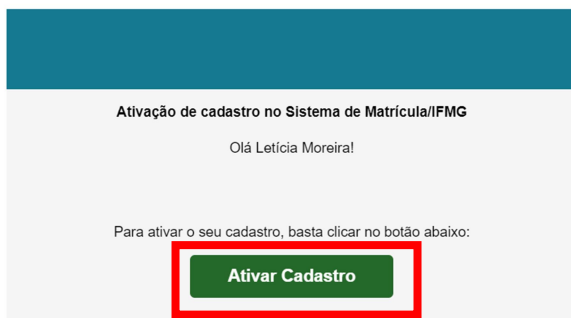 Ativação de cadastro no Sistema de Matrícula/IFMG
Olá Letícia Moreira!
Para ativar o seu cadastro, basta clicar no botão abaixo:
Ativar Cadastro